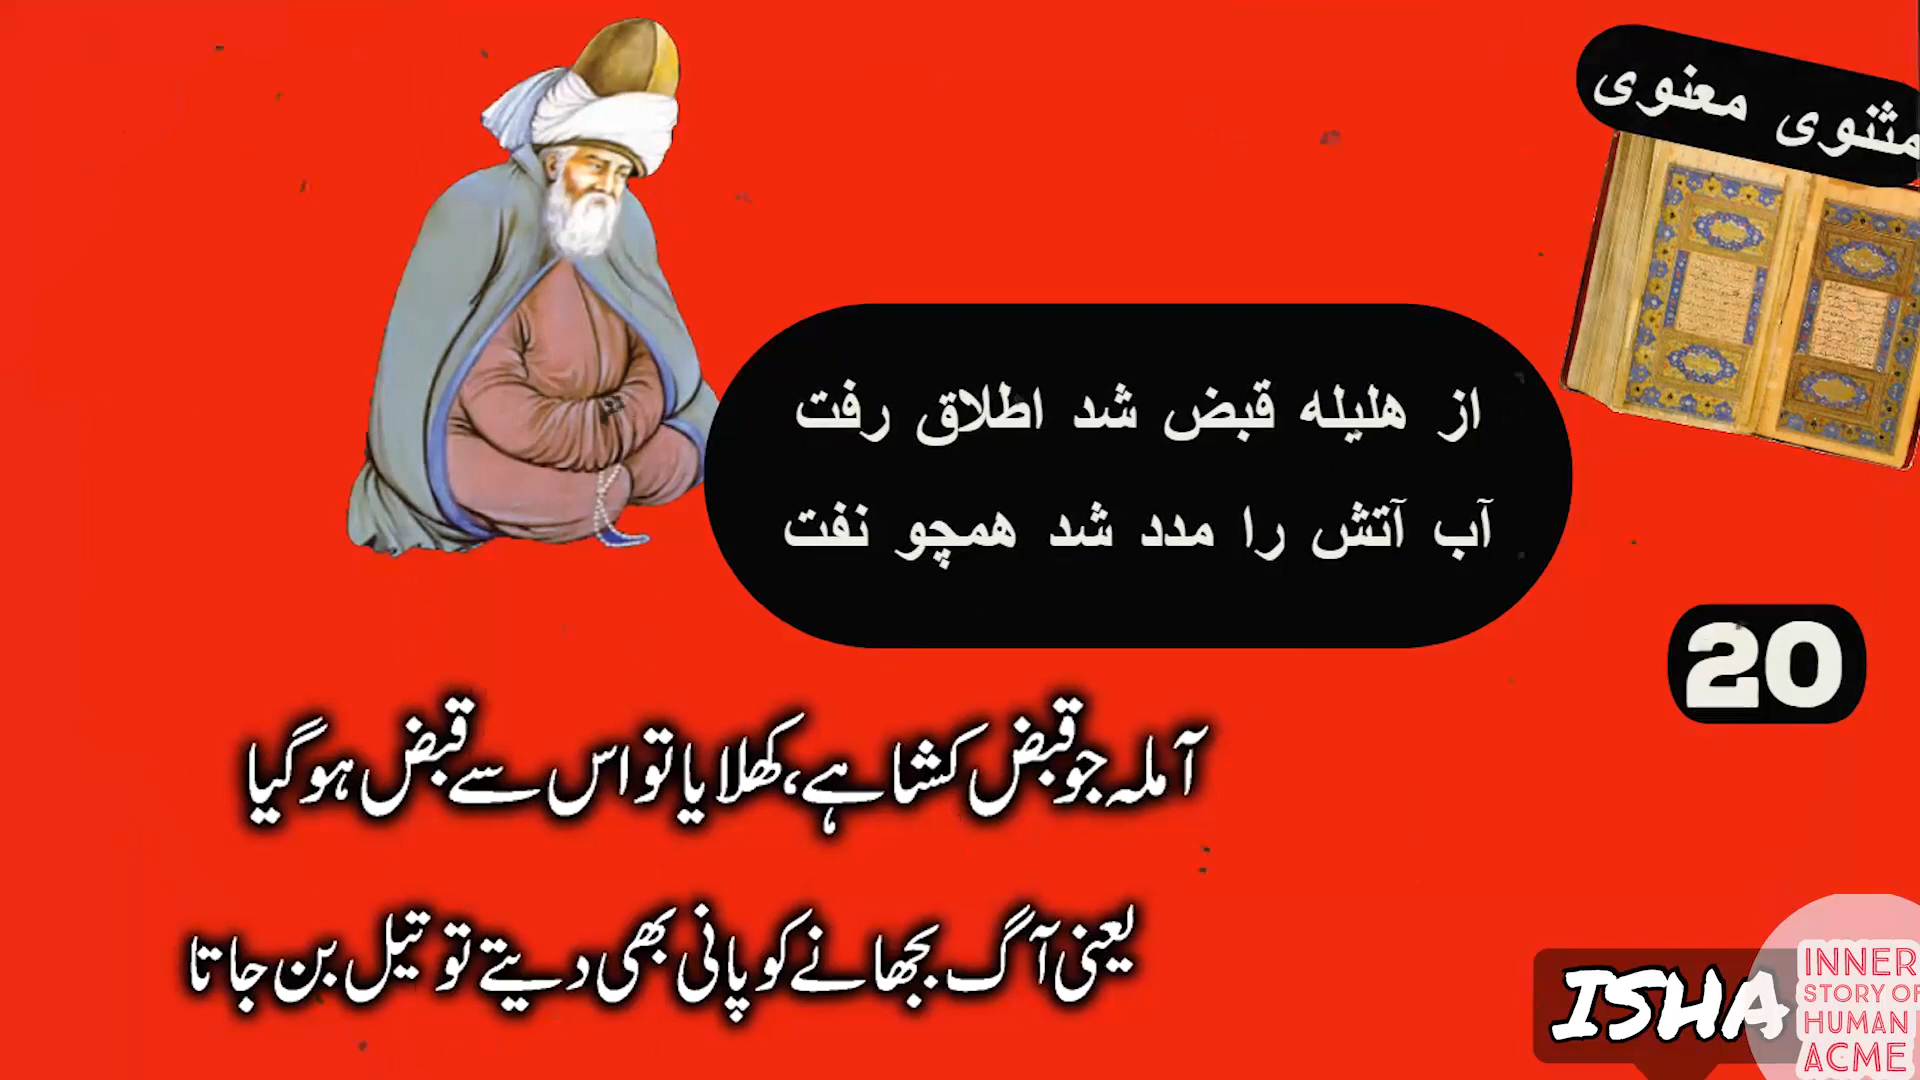 مثنوی معنوی
از هلیله قبض شد اطلاق رفت
آب آتش را مدد شد همچو نفت
20
آملہ جو قبض کشا ہے، کھلایا تو اس سے قبض ہو گیا
یعنی آگ بجھانے کو پانی بھی دیتے تو تیل بن جاتا
ISHA
INNER
STORY OF
HUMAN
ACME